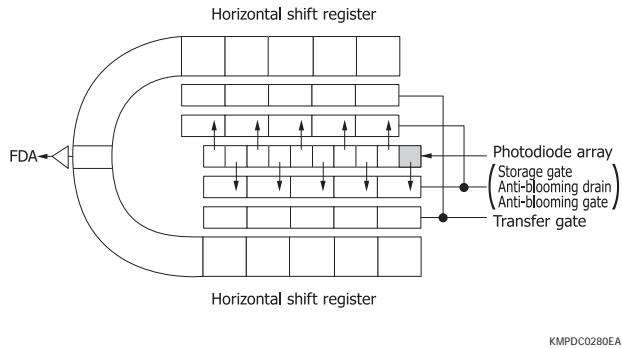 Horizontal shift register
FDA
Photodiode array
Storage gate
Anti-blooming drain
Anti-blooming gate
Transfer gate
Horizontal shift register
KMPDC0280EA